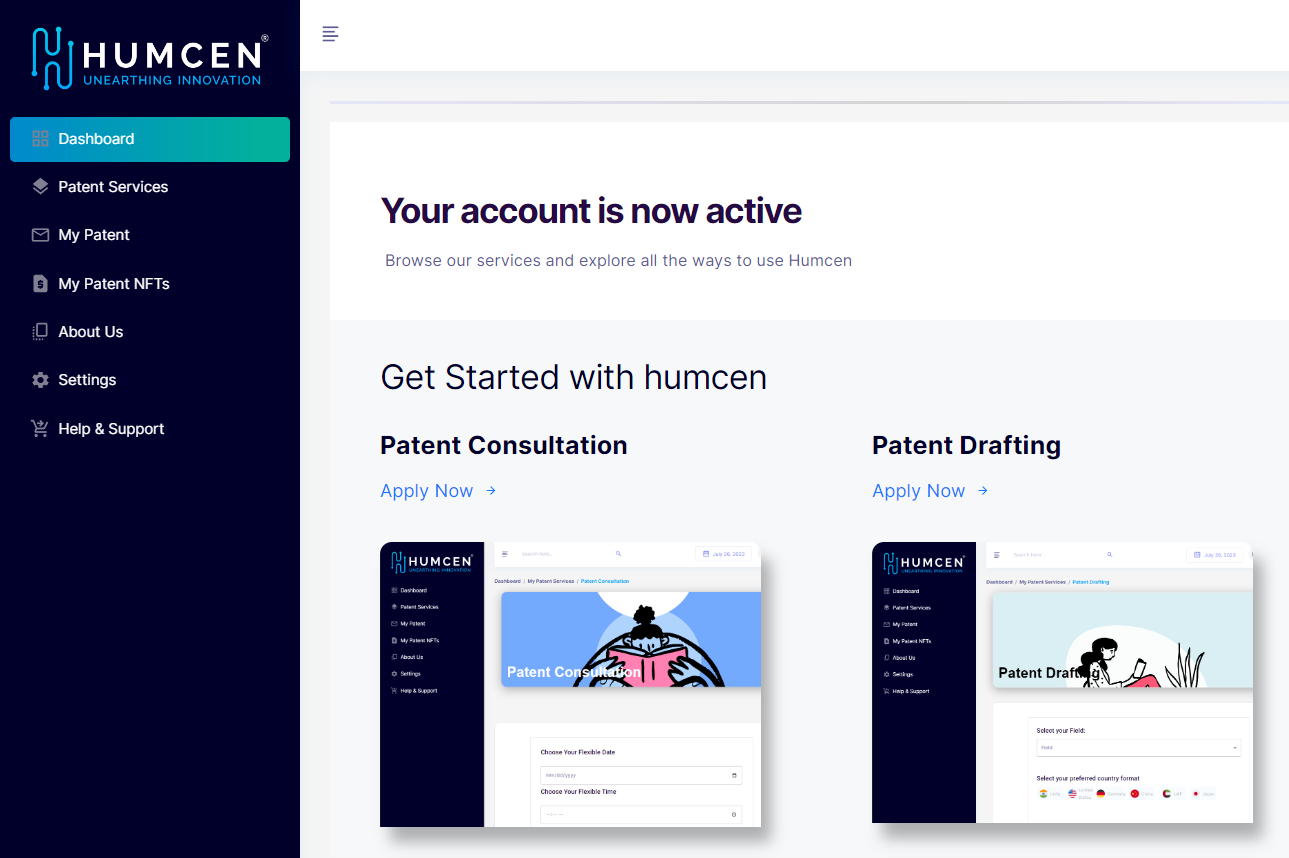 HUMCEN®
UNEARTHING INNOVATION
Dashboard
Patent Services
My Patent
My Patent NFTs
About Us
Settings
Help & Support
Your account is now active
Browse our services and explore all the ways to use Humcen
Get Started with humcen
Patent Consultation
Apply Now →
HUMCEN
UNEARTHING INNOVATION
Dashboard
Patent Services
My Patent
My Patent NFTs
About Us
Settings
Help & Support
Search here..
July 26, 2023
Dashboard / My Patent Services / Patent Consultation
Patent Consultation
Choose Your Flexible Date
mm/dd/yyyy
Choose Your Flexible Time
--:-- --
Patent Drafting
Apply Now →
HUMCEN
UNEARTHING INNOVATION
Dashboard
Patent Services
My Patent
My Patent NFTs
About Us
Settings
Help & Support
Search here..
July 26, 2023
Dashboard / My Patent Services / Patent Drafting
Patent Drafting
Select your Field:
Field
Select your preferred country format
India
United States
Germany
China
UAE
Japan